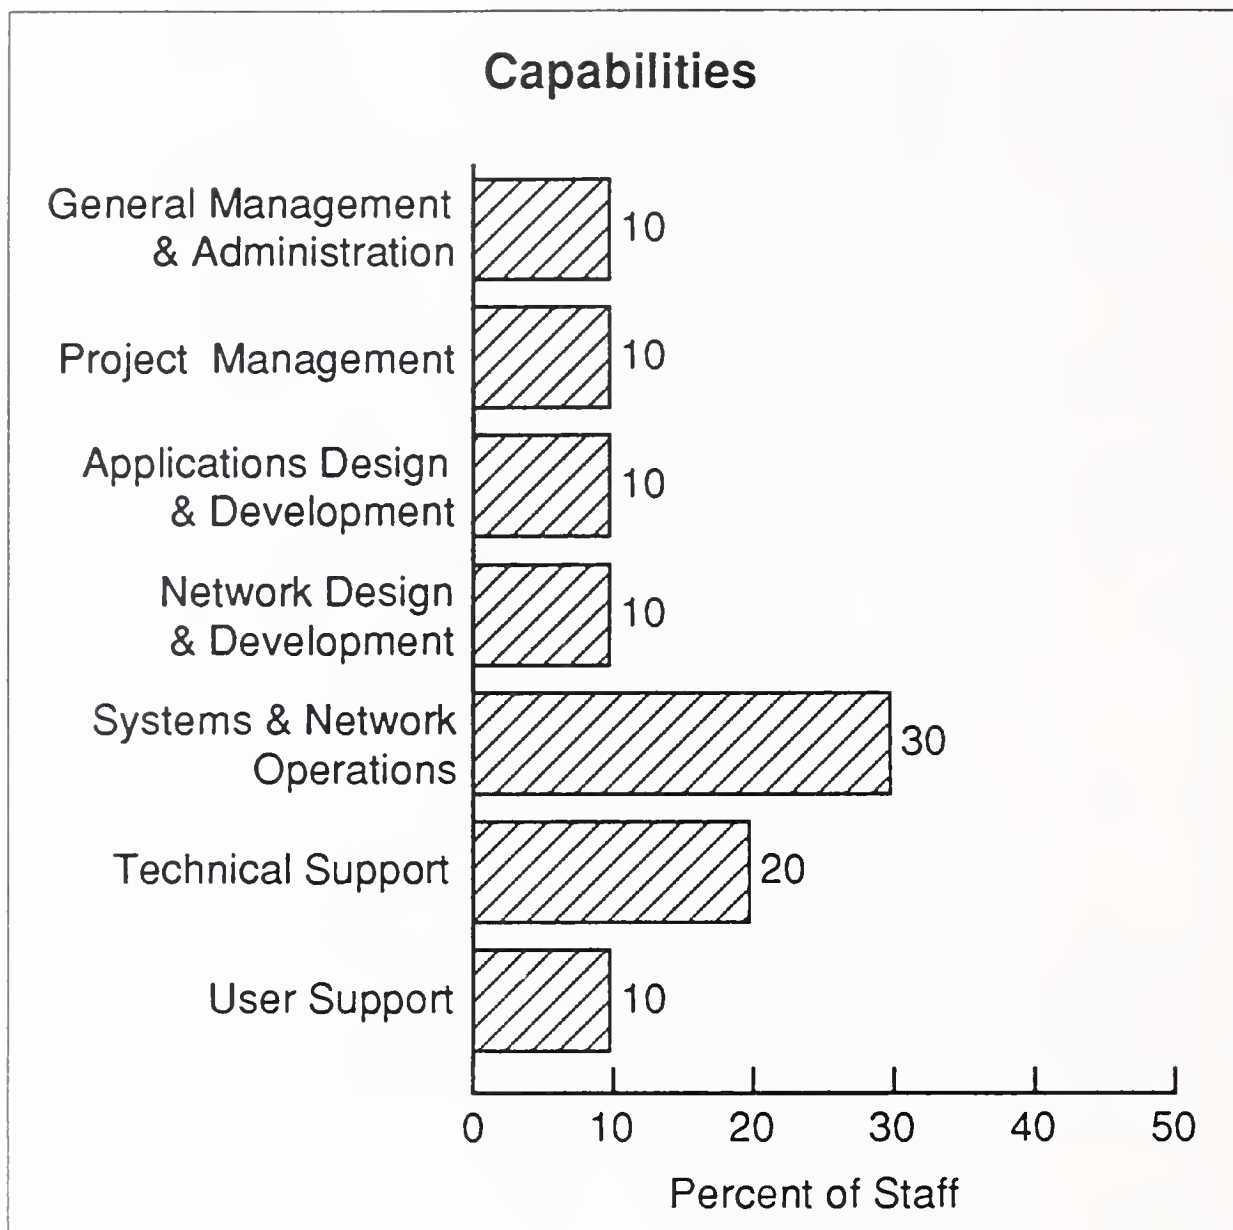 Capabilities
General Management
& Administration
10
Project Management
10
Applications Design
& Development
10
Network Design
& Development
10
Systems & Network
Operations
30
Technical Support
20
User Support
10
0 10 20 30 40 50
Percent of Staff